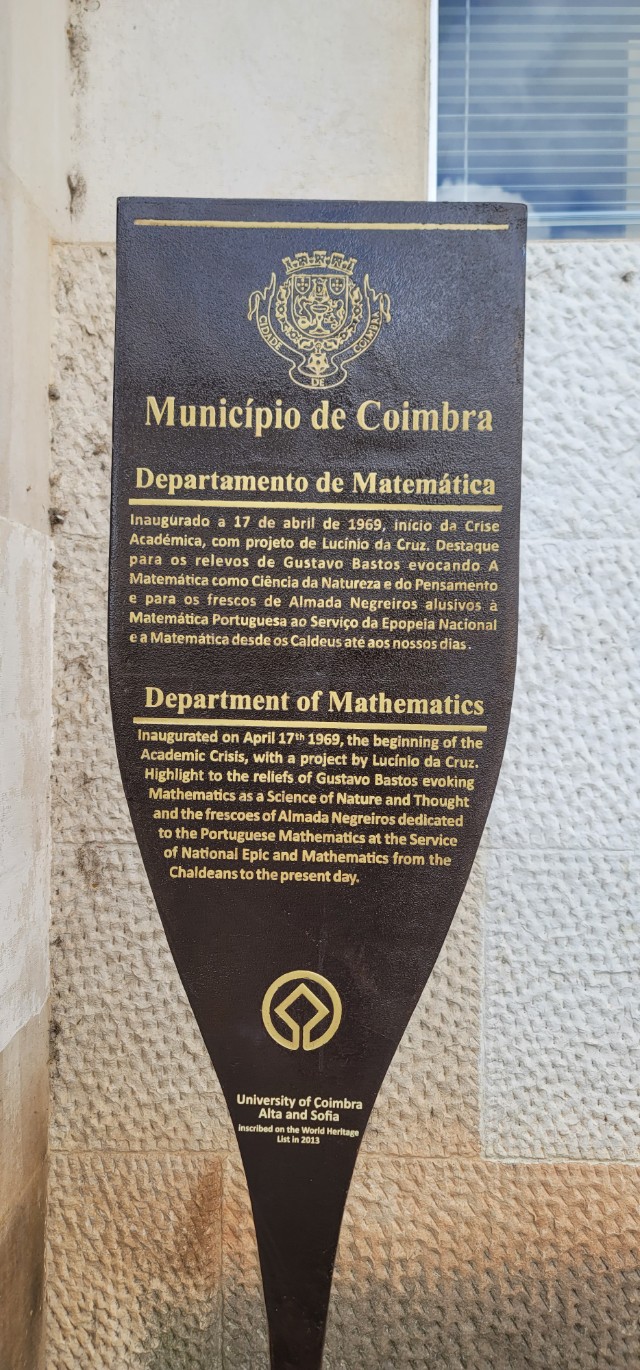 CIDADE DE COIMBRA
Município de Coimbra
Departamento de Matemática
Inaugurado a 17 de abril de 1969, início da Crise
Académica, com projeto de Lucínio da Cruz. Destaque
para os relevos de Gustavo Bastos evocando A
Matemática como Ciência da Natureza e do Pensamento
e para os frescos de Almada Negreiros alusivos à
Matemática Portuguesa ao Serviço da Epopeia Nacional
e a Matemática desde os Caldeus até aos nossos dias.
Department of Mathematics
Inaugurated on April 17th 1969, the beginning of the
Academic Crisis, with a project by Lucínio da Cruz.
Highlight to the reliefs of Gustavo Bastos evoking
Mathematics as a Science of Nature and Thought
and the frescoes of Almada Negreiros dedicated
to the Portuguese Mathematics at the Service
of National Epic and Mathematics from the
Chaldeans to the present day.
University of Coimbra
Alta and Sofia
inscribed on the World Heritage
List in 2013